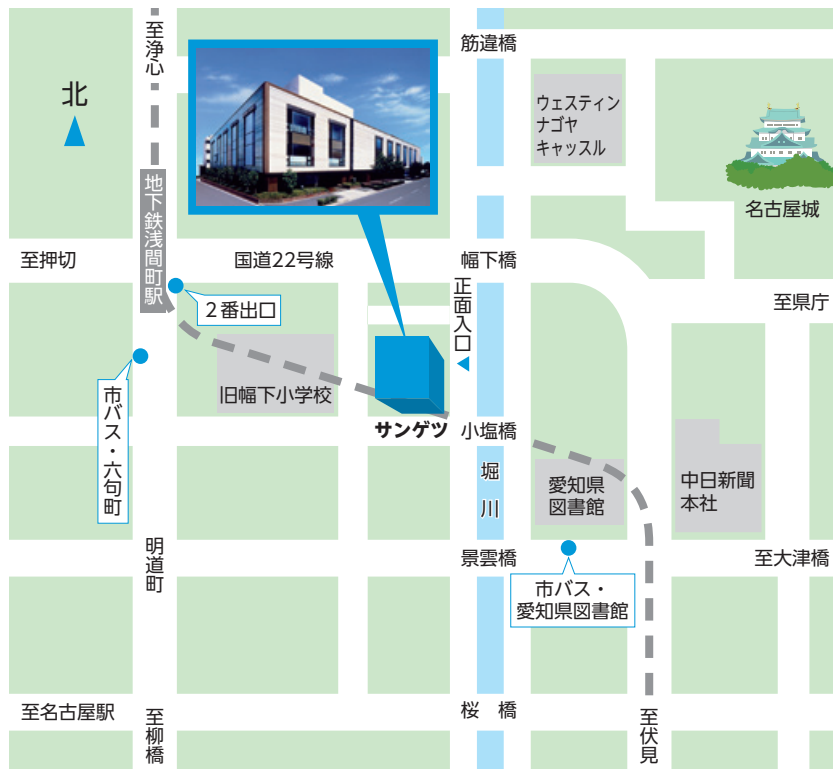 至浄心
筋違橋
北
ウェスティン
ナゴヤ
キャッスル
名古屋城
地下鉄浅間町駅
至押切
国道22号線
幅下橋
至県庁
2番出口
正面入口
旧幅下小学校
サンゲツ
小塩橋
市バス・六句町
堀川
愛知県
図書館
中日新聞
本社
明道町
景雲橋
至大津橋
市バス・
愛知県図書館
至名古屋駅
至柳橋
桜 橋
至伏見